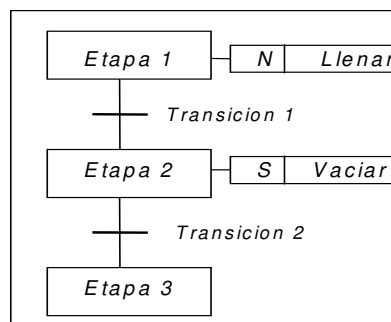 Etapa 1 N Llenar
Transicion 1
Etapa 2 S Vaciar
Transicion 2
Etapa 3